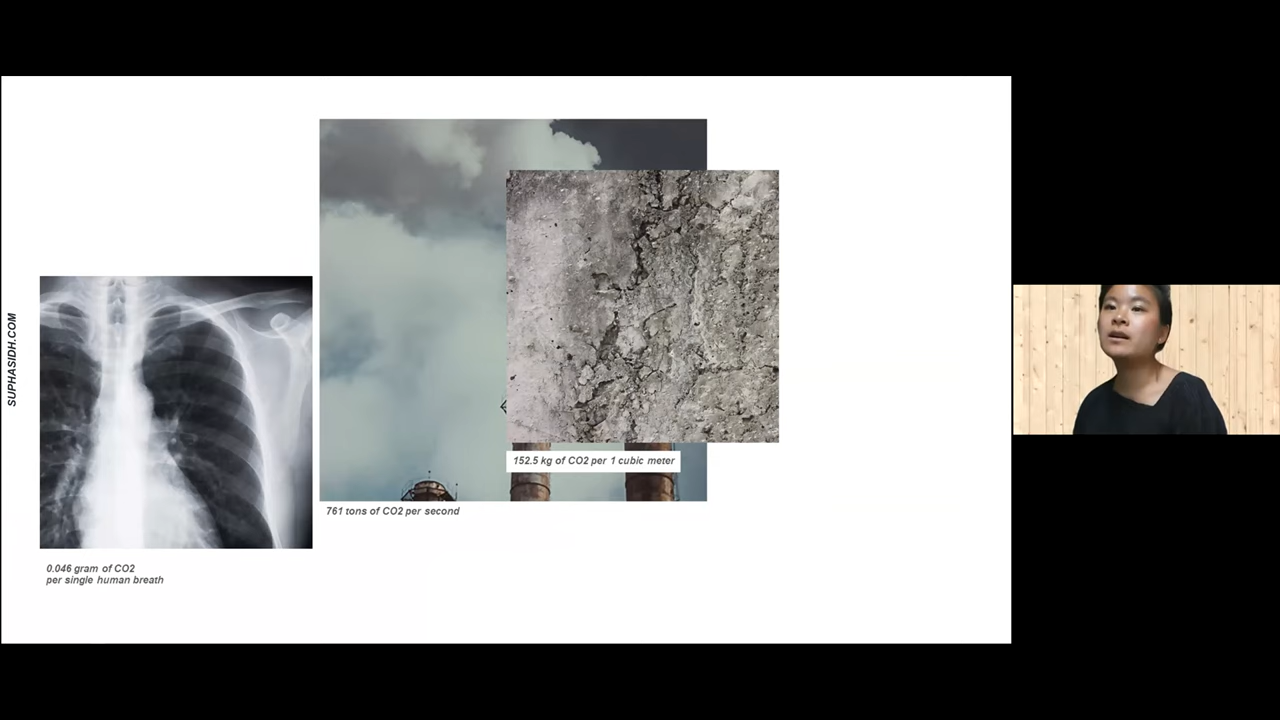 SUPHASIDH.COM
152.5 kg of CO2 per 1 cubic meter
761 tons of CO2 per second
0.046 gram of CO2
per single human breath